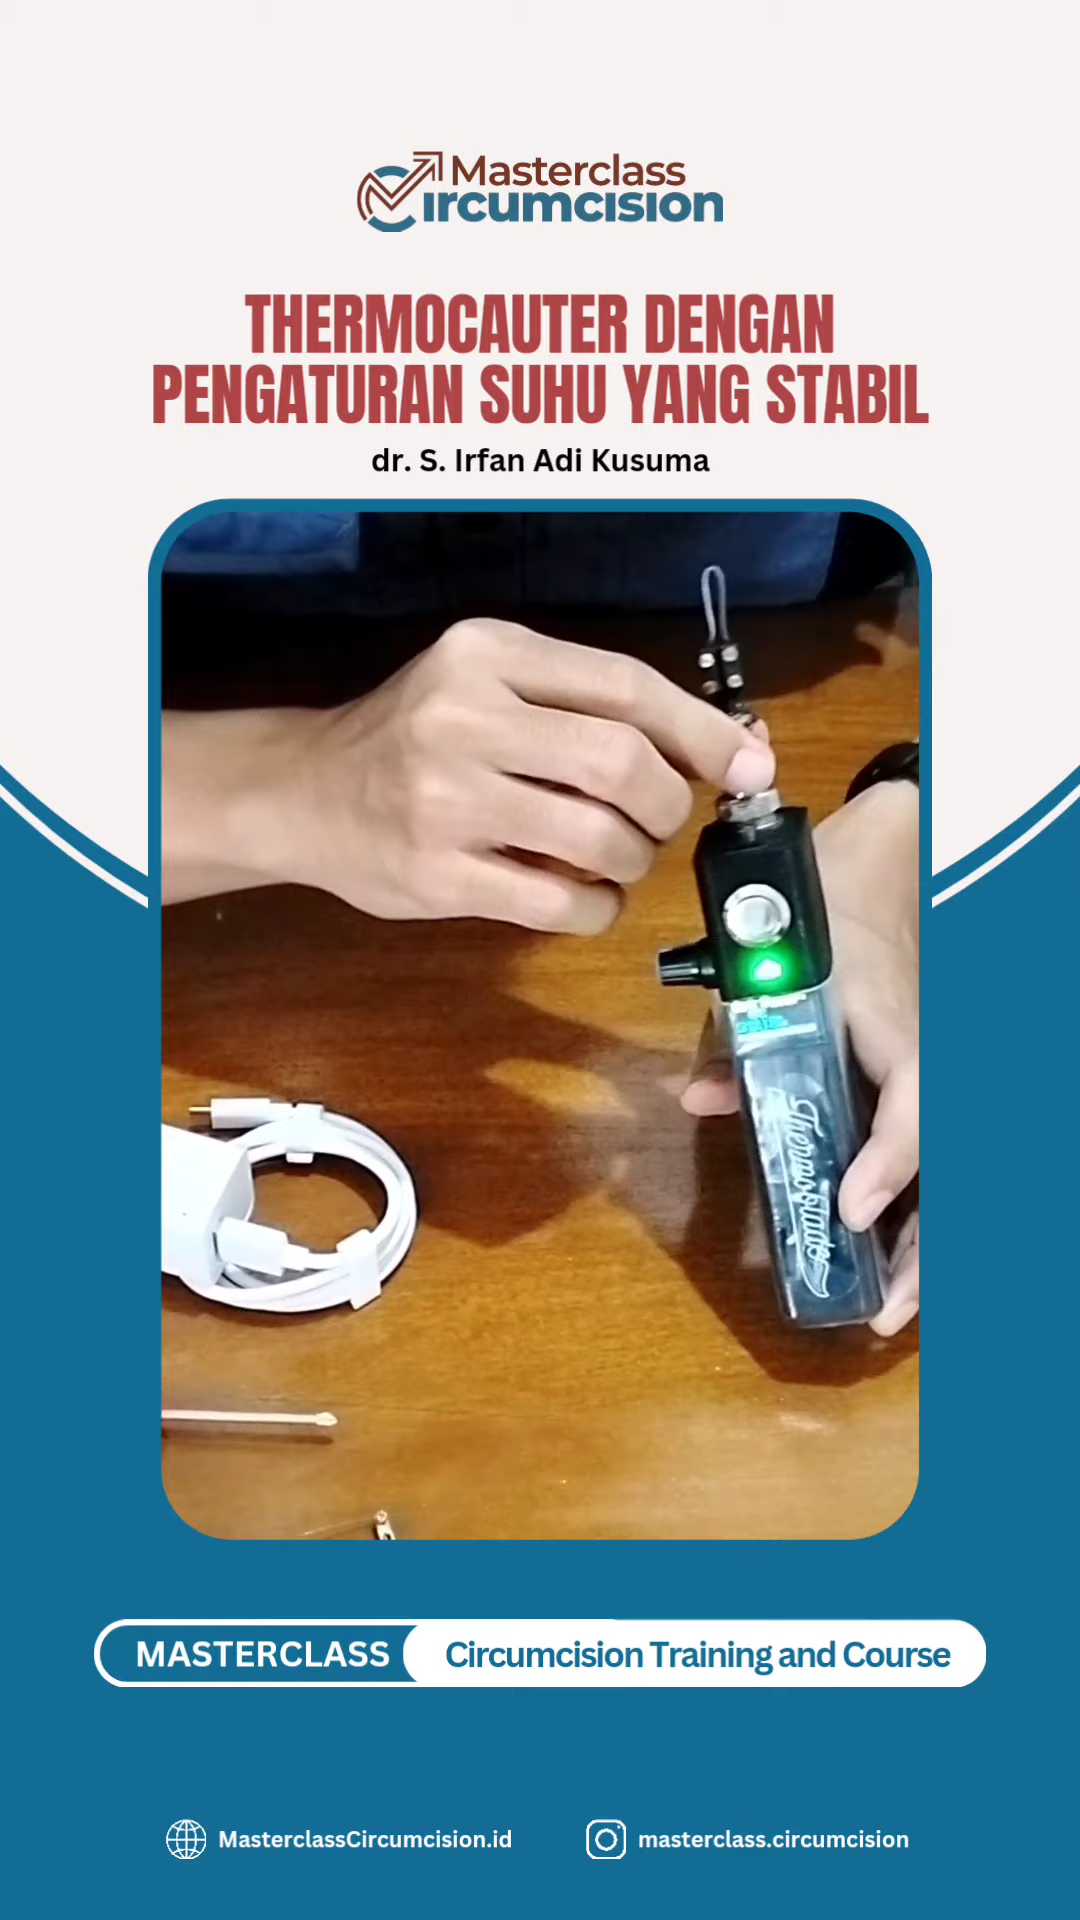 Masterclass
Circumcision
THERMOCAUTER DENGAN
PENGATURAN SUHU YANG STABIL
dr. S. Irfan Adi Kusuma
Thermoblade
MASTERCLASS Circumcision Training and Course
MasterclassCircumcision.id masterclass.circumcision